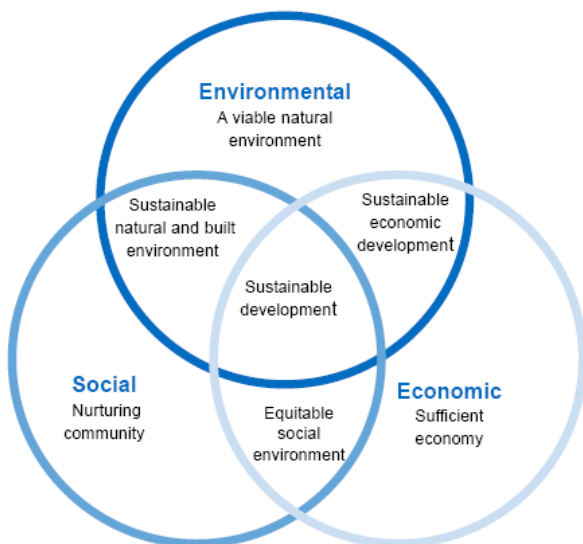 Environmental
A viable natural
environment
Sustainable
natural and built
environment
Sustainable
economic
development
Sustainable
development
Social
Nurturing
community
Equitable
social
environment
Economic
Sufficient
economy